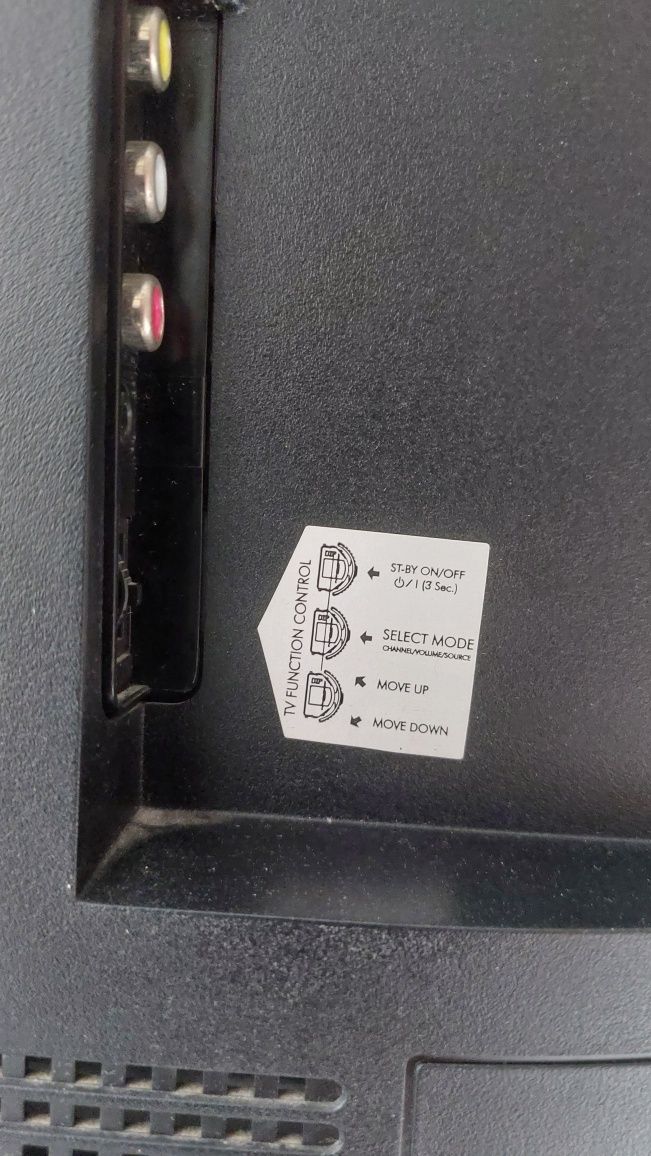 TV FUNCTION CONTROL
ST-BY ON/OFF
⏻/I (3 Sec.)
SELECT MODE
CHANNEL/VOLUME/SOURCE
MOVE UP
MOVE DOWN